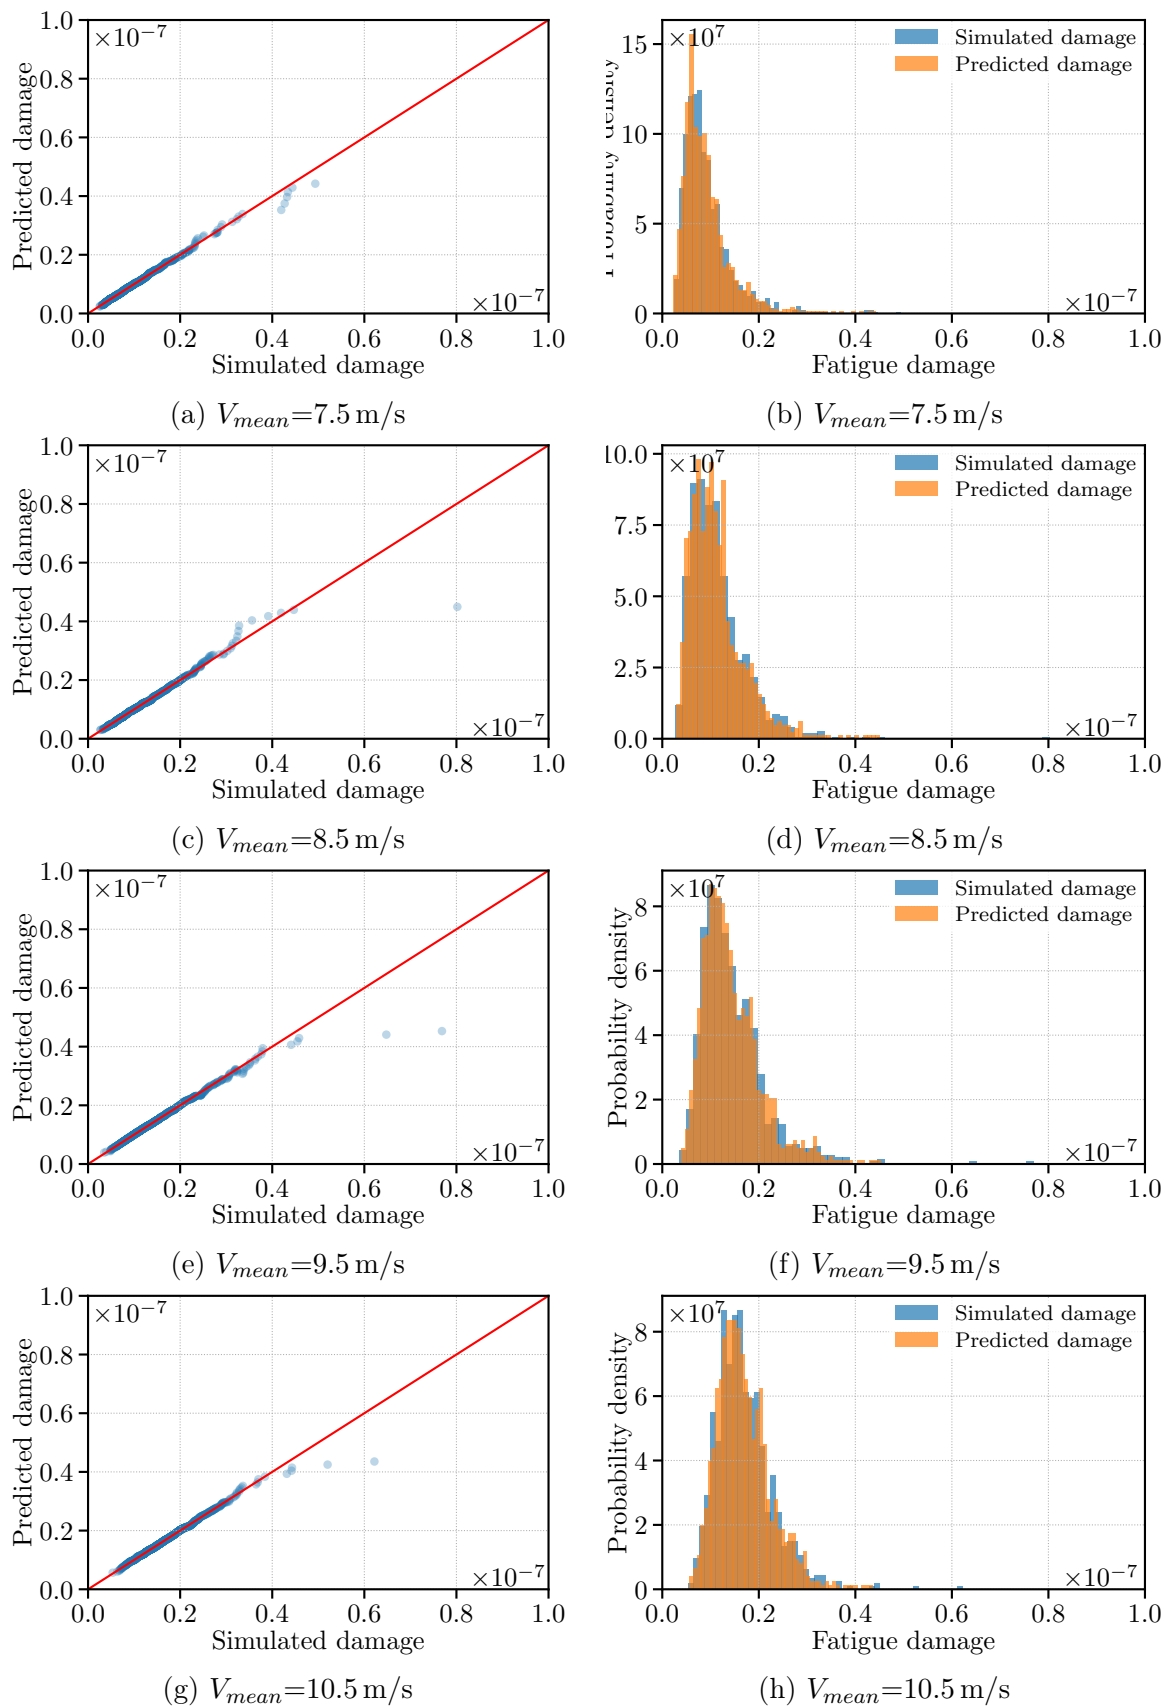 ×10−7
1.0
0.8
0.6
0.4
0.2
0.0
Predicted damage
×10−7
0.0 0.2 0.4 0.6 0.8 1.0
Simulated damage
(a) Vmean=7.5 m/s
×107
Simulated damage
Predicted damage
15
10
5
0
Probability density
×10−7
0.0 0.2 0.4 0.6 0.8 1.0
Fatigue damage
(b) Vmean=7.5 m/s
×10−7
1.0
0.8
0.6
0.4
0.2
0.0
Predicted damage
×10−7
0.0 0.2 0.4 0.6 0.8 1.0
Simulated damage
(c) Vmean=8.5 m/s
×107
Simulated damage
Predicted damage
10.0
7.5
5.0
2.5
0.0
×10−7
0.0 0.2 0.4 0.6 0.8 1.0
Fatigue damage
(d) Vmean=8.5 m/s
×10−7
1.0
0.8
0.6
0.4
0.2
0.0
Predicted damage
×10−7
0.0 0.2 0.4 0.6 0.8 1.0
Simulated damage
(e) Vmean=9.5 m/s
×107
Simulated damage
Predicted damage
8
6
4
2
0
Probability density
×10−7
0.0 0.2 0.4 0.6 0.8 1.0
Fatigue damage
(f) Vmean=9.5 m/s
×10−7
1.0
0.8
0.6
0.4
0.2
0.0
Predicted damage
×10−7
0.0 0.2 0.4 0.6 0.8 1.0
Simulated damage
(g) Vmean=10.5 m/s
×107
Simulated damage
Predicted damage
8
6
4
2
0
Probability density
×10−7
0.0 0.2 0.4 0.6 0.8 1.0
Fatigue damage
(h) Vmean=10.5 m/s